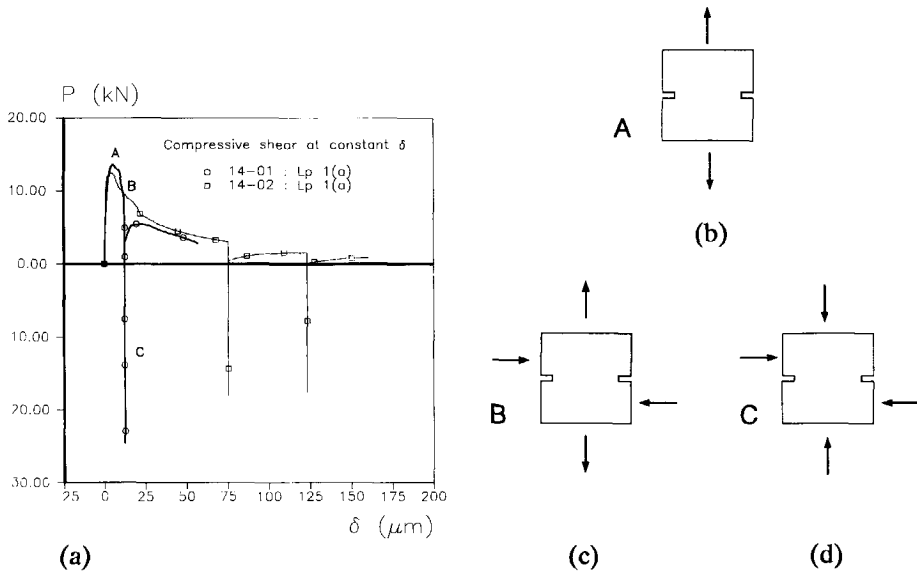 P (kN)
20.00
10.00
0.00
10.00
20.00
30.00
A
B
C
Compressive shear at constant δ
14-01 : Lp 1(a)
14-02 : Lp 1(a)
25 0 25 50 75 100 125 150 175 200
δ (μm)
(a)
A
(b)
B
(c)
C
(d)